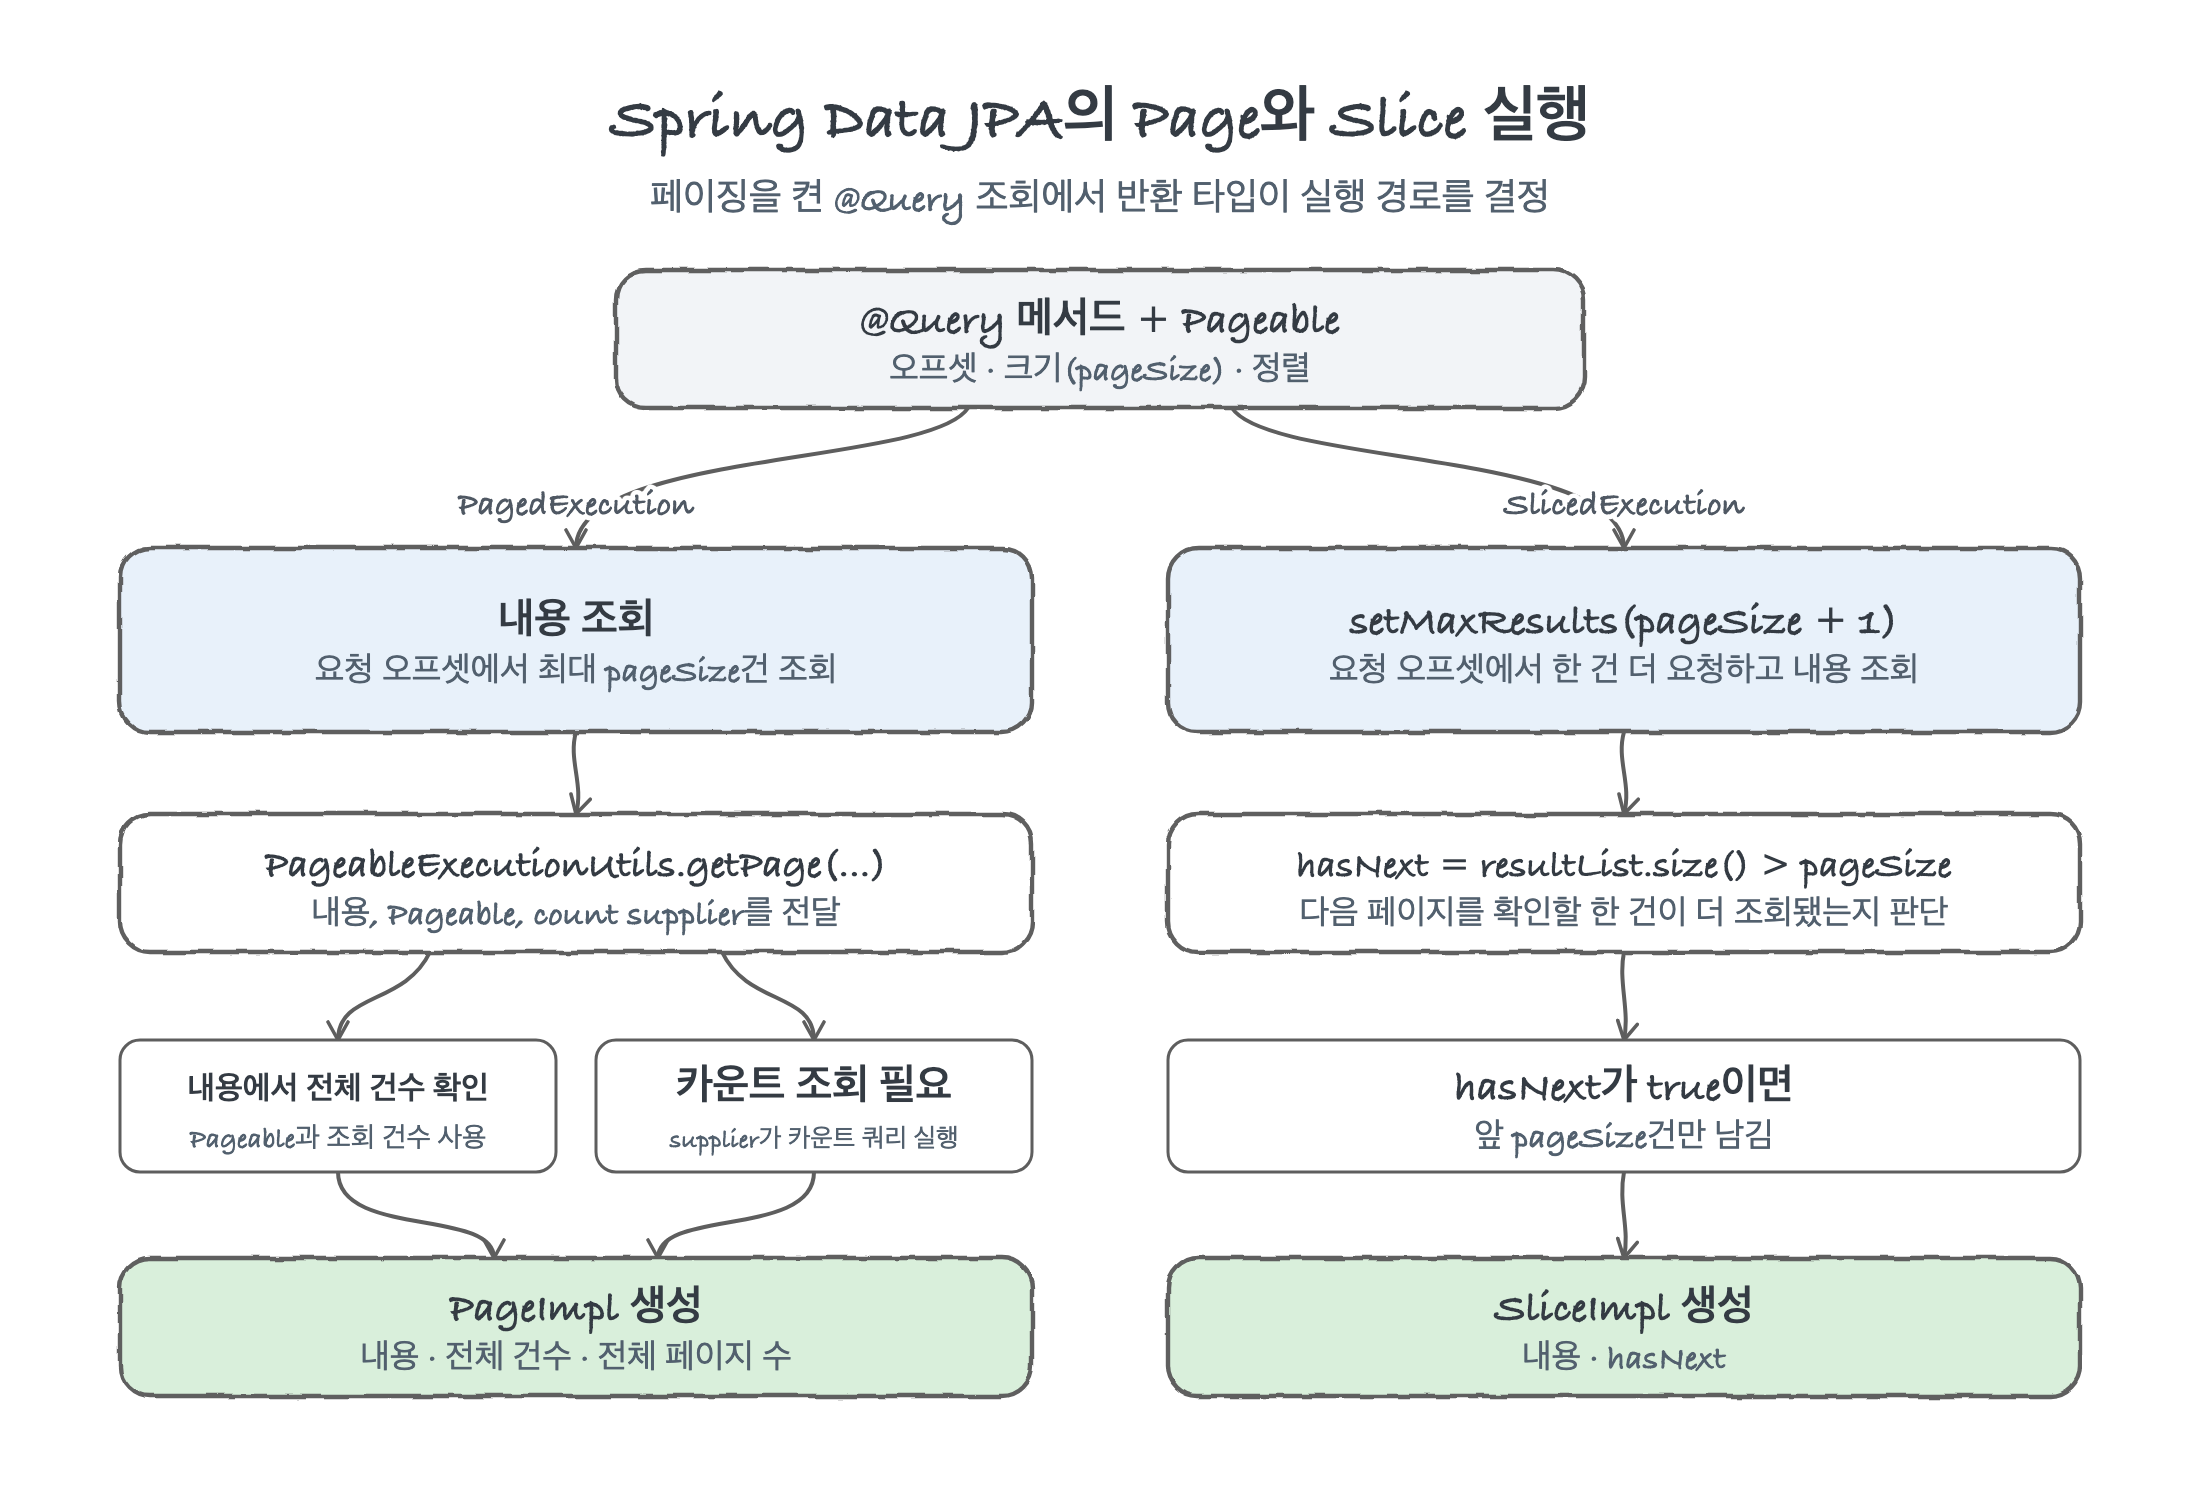 Spring Data JPA의 Page와 Slice 실행
페이징을 켠 @Query 조회에서 반환 타입이 실행 경로를 결정
@Query 메서드 + Pageable
오프셋 · 크기(pageSize) · 정렬
PagedExecution
SlicedExecution
내용 조회
요청 오프셋에서 최대 pageSize건 조회
setMaxResults(pageSize + 1)
요청 오프셋에서 한 건 더 요청하고 내용 조회
PageableExecutionUtils.getPage(...)
내용, Pageable, count supplier를 전달
hasNext = resultList.size() > pageSize
다음 페이지를 확인할 한 건이 더 조회됐는지 판단
내용에서 전체 건수 확인
Pageable과 조회 건수 사용
카운트 조회 필요
supplier가 카운트 쿼리 실행
hasNext가 true이면
앞 pageSize건만 남김
PageImpl 생성
내용 · 전체 건수 · 전체 페이지 수
SliceImpl 생성
내용 · hasNext